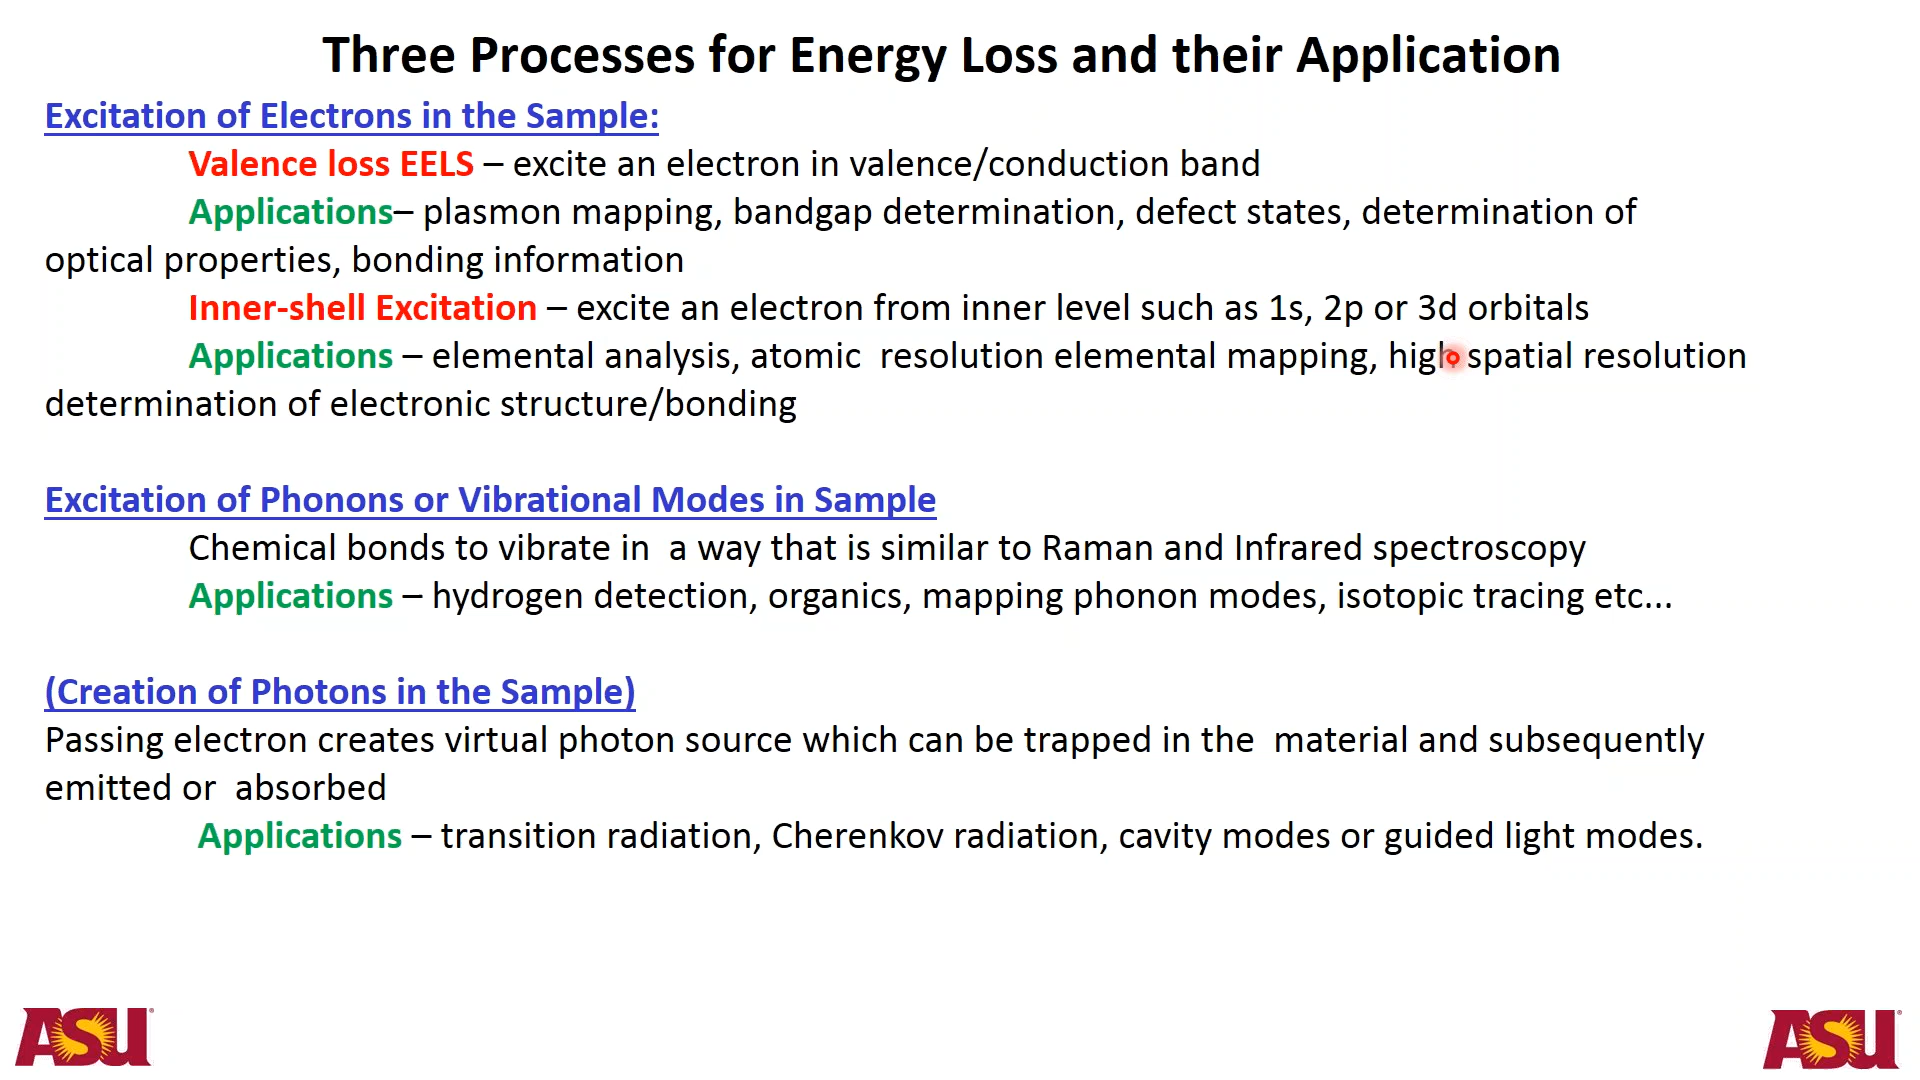 Three Processes for Energy Loss and their Application
Excitation of Electrons in the Sample:
Valence loss EELS – excite an electron in valence/conduction band
Applications– plasmon mapping, bandgap determination, defect states, determination of
optical properties, bonding information
Inner-shell Excitation – excite an electron from inner level such as 1s, 2p or 3d orbitals
Applications – elemental analysis, atomic resolution elemental mapping, high spatial resolution
determination of electronic structure/bonding
Excitation of Phonons or Vibrational Modes in Sample
Chemical bonds to vibrate in a way that is similar to Raman and Infrared spectroscopy
Applications – hydrogen detection, organics, mapping phonon modes, isotopic tracing etc...
(Creation of Photons in the Sample)
Passing electron creates virtual photon source which can be trapped in the material and subsequently
emitted or absorbed
Applications – transition radiation, Cherenkov radiation, cavity modes or guided light modes.
ASU
ASU